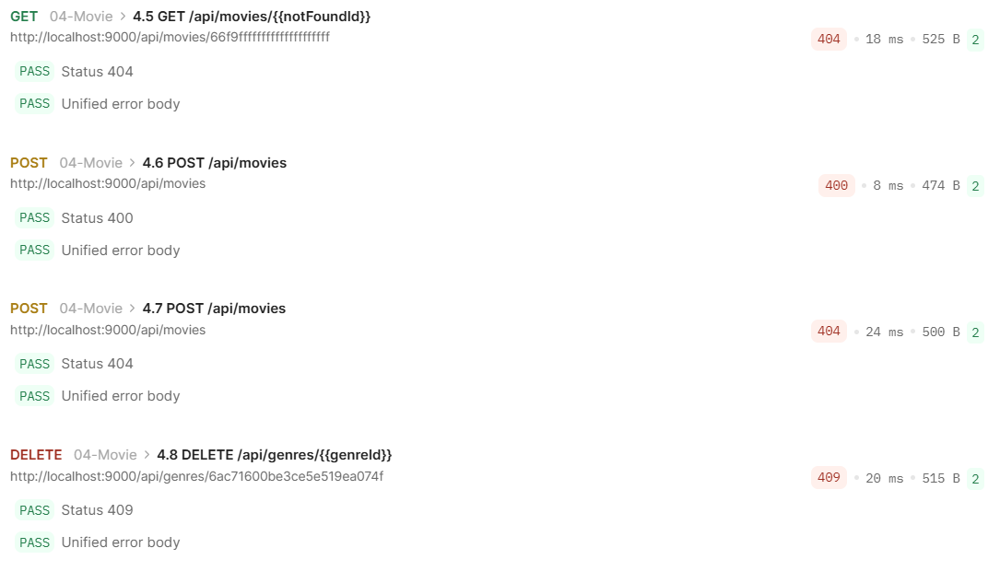 GET 04-Movie > 4.5 GET /api/movies/{{notFoundId}}
http://localhost:9000/api/movies/66f9ffffffffffffffffffff
404 • 18 ms • 525 B 2
PASS Status 404
PASS Unified error body
POST 04-Movie > 4.6 POST /api/movies
http://localhost:9000/api/movies
400 • 8 ms • 474 B 2
PASS Status 400
PASS Unified error body
POST 04-Movie > 4.7 POST /api/movies
http://localhost:9000/api/movies
404 • 24 ms • 500 B 2
PASS Status 404
PASS Unified error body
DELETE 04-Movie > 4.8 DELETE /api/genres/{{genreId}}
http://localhost:9000/api/genres/6ac71600be3ce5e519ea074f
409 • 20 ms • 515 B 2
PASS Status 409
PASS Unified error body